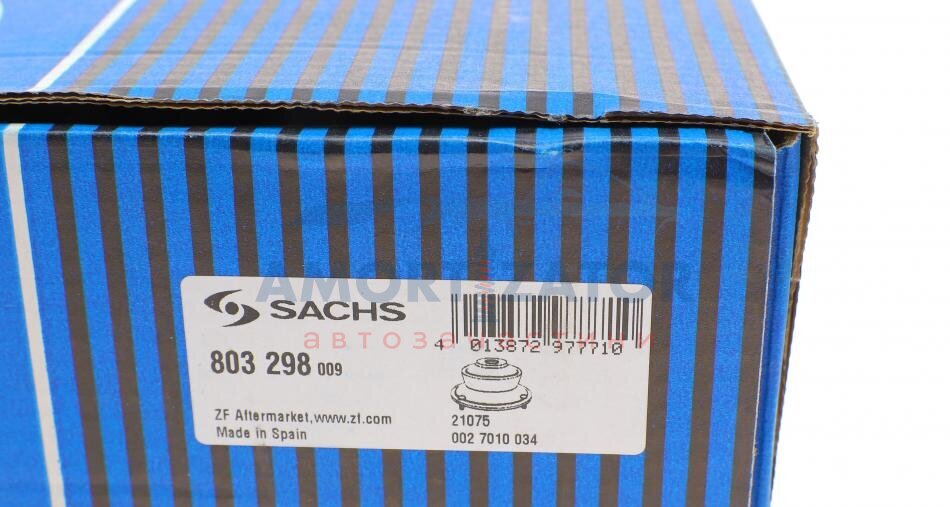 AMORTIZATOR
SACHS
автозапчастини
4 013872 977710
803 298 009
ZF Aftermarket,www.zf.com
Made in Spain
21075
002 7010 034